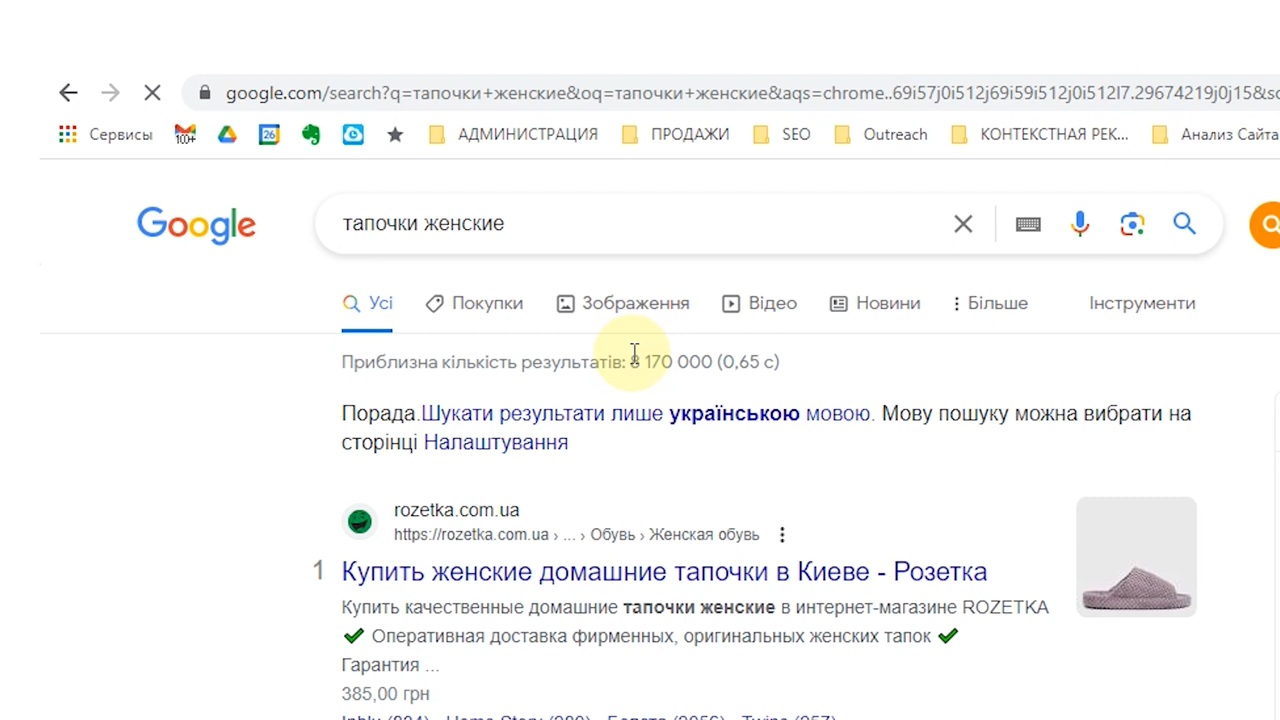 google.com/search?q=тапочки+женские&oq=тапочки+женские&aqs=chrome..69i57j0i512j69i59i512j0i512l7.29674219j0j15&sc
Сервисы 100+ 26 АДМИНИСТРАЦИЯ ПРОДАЖИ SEO Outreach КОНТЕКСТНАЯ РЕК... Анализ Сайта
Google тапочки женские
Усі Покупки Зображення Відео Новини Більше Інструменти
Приблизна кількість результатів: 8 170 000 (0,65 с)
Порада.Шукати результати лише українською мовою. Мову пошуку можна вибрати на
сторінці Налаштування
rozetka.com.ua
https://rozetka.com.ua › ... › Обувь › Женская обувь
1 Купить женские домашние тапочки в Киеве - Розетка
Купить качественные домашние тапочки женские в интернет-магазине ROZETKA
✔ Оперативная доставка фирменных, оригинальных женских тапок ✔
Гарантия ...
385,00 грн